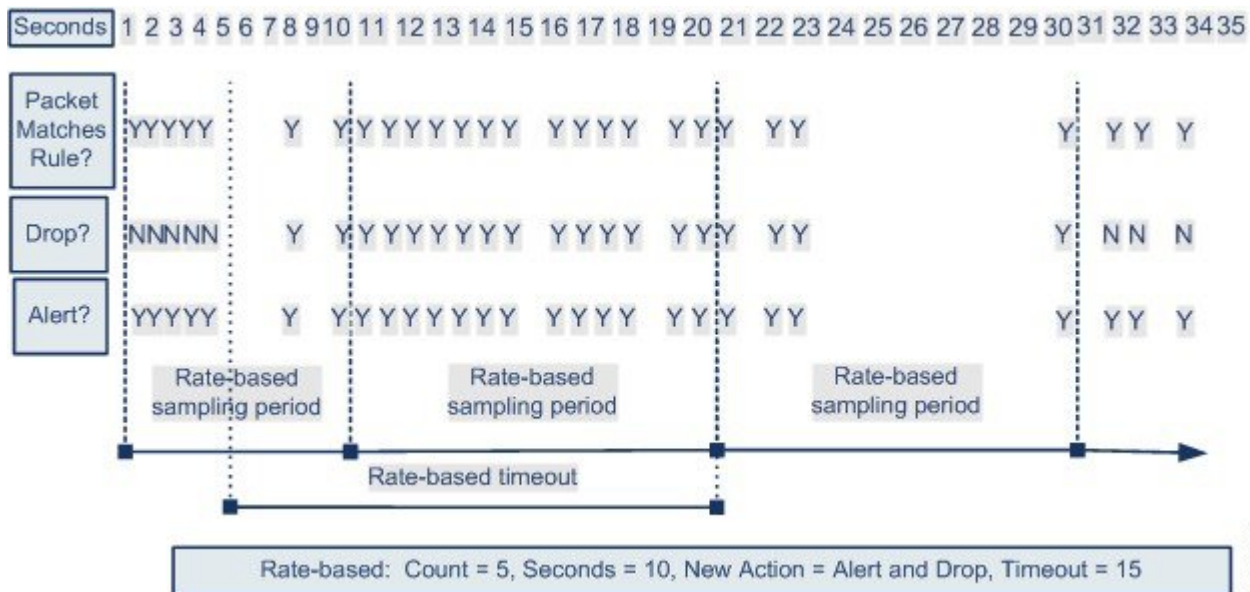 Seconds 1 2 3 4 5 6 7 8 9 10 11 12 13 14 15 16 17 18 19 20 21 22 23 24 25 26 27 28 29 30 31 32 33 34 35
Packet
Matches
Rule?
YYYYY Y Y Y Y Y Y Y Y Y Y Y Y Y Y Y Y Y Y Y Y Y Y
Drop?
NNNNN Y Y Y Y Y Y Y Y Y Y Y Y Y Y Y Y Y Y Y N N N
Alert?
YYYYY Y Y Y Y Y Y Y Y Y Y Y Y Y Y Y Y Y Y Y Y Y Y
Rate-based
sampling period
Rate-based
sampling period
Rate-based
sampling period
Rate-based timeout
Rate-based: Count = 5, Seconds = 10, New Action = Alert and Drop, Timeout = 15